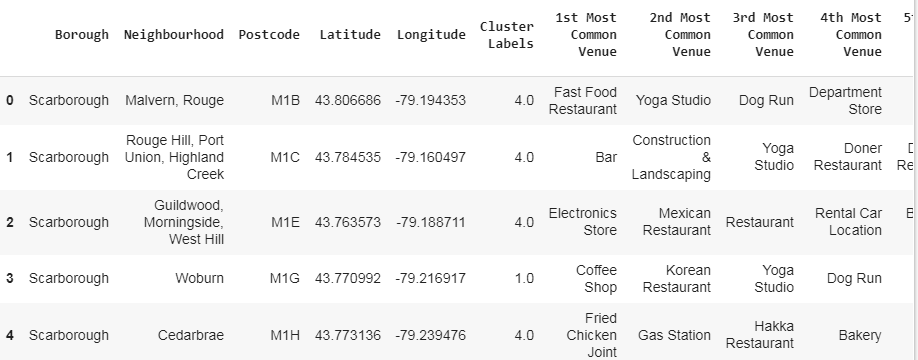 Borough Neighbourhood Postcode Latitude Longitude Cluster Labels 1st Most Common Venue 2nd Most Common Venue 3rd Most Common Venue 4th Most Common Venue
0 Scarborough Malvern, Rouge M1B 43.806686 -79.194353 4.0 Fast Food Restaurant Yoga Studio Dog Run Department Store
1 Scarborough Rouge Hill, Port Union, Highland Creek M1C 43.784535 -79.160497 4.0 Bar Construction & Landscaping Yoga Studio Doner Restaurant
2 Scarborough Guildwood, Morningside, West Hill M1E 43.763573 -79.188711 4.0 Electronics Store Mexican Restaurant Restaurant Rental Car Location
3 Scarborough Woburn M1G 43.770992 -79.216917 1.0 Coffee Shop Korean Restaurant Yoga Studio Dog Run
4 Scarborough Cedarbrae M1H 43.773136 -79.239476 4.0 Fried Chicken Joint Gas Station Hakka Restaurant Bakery